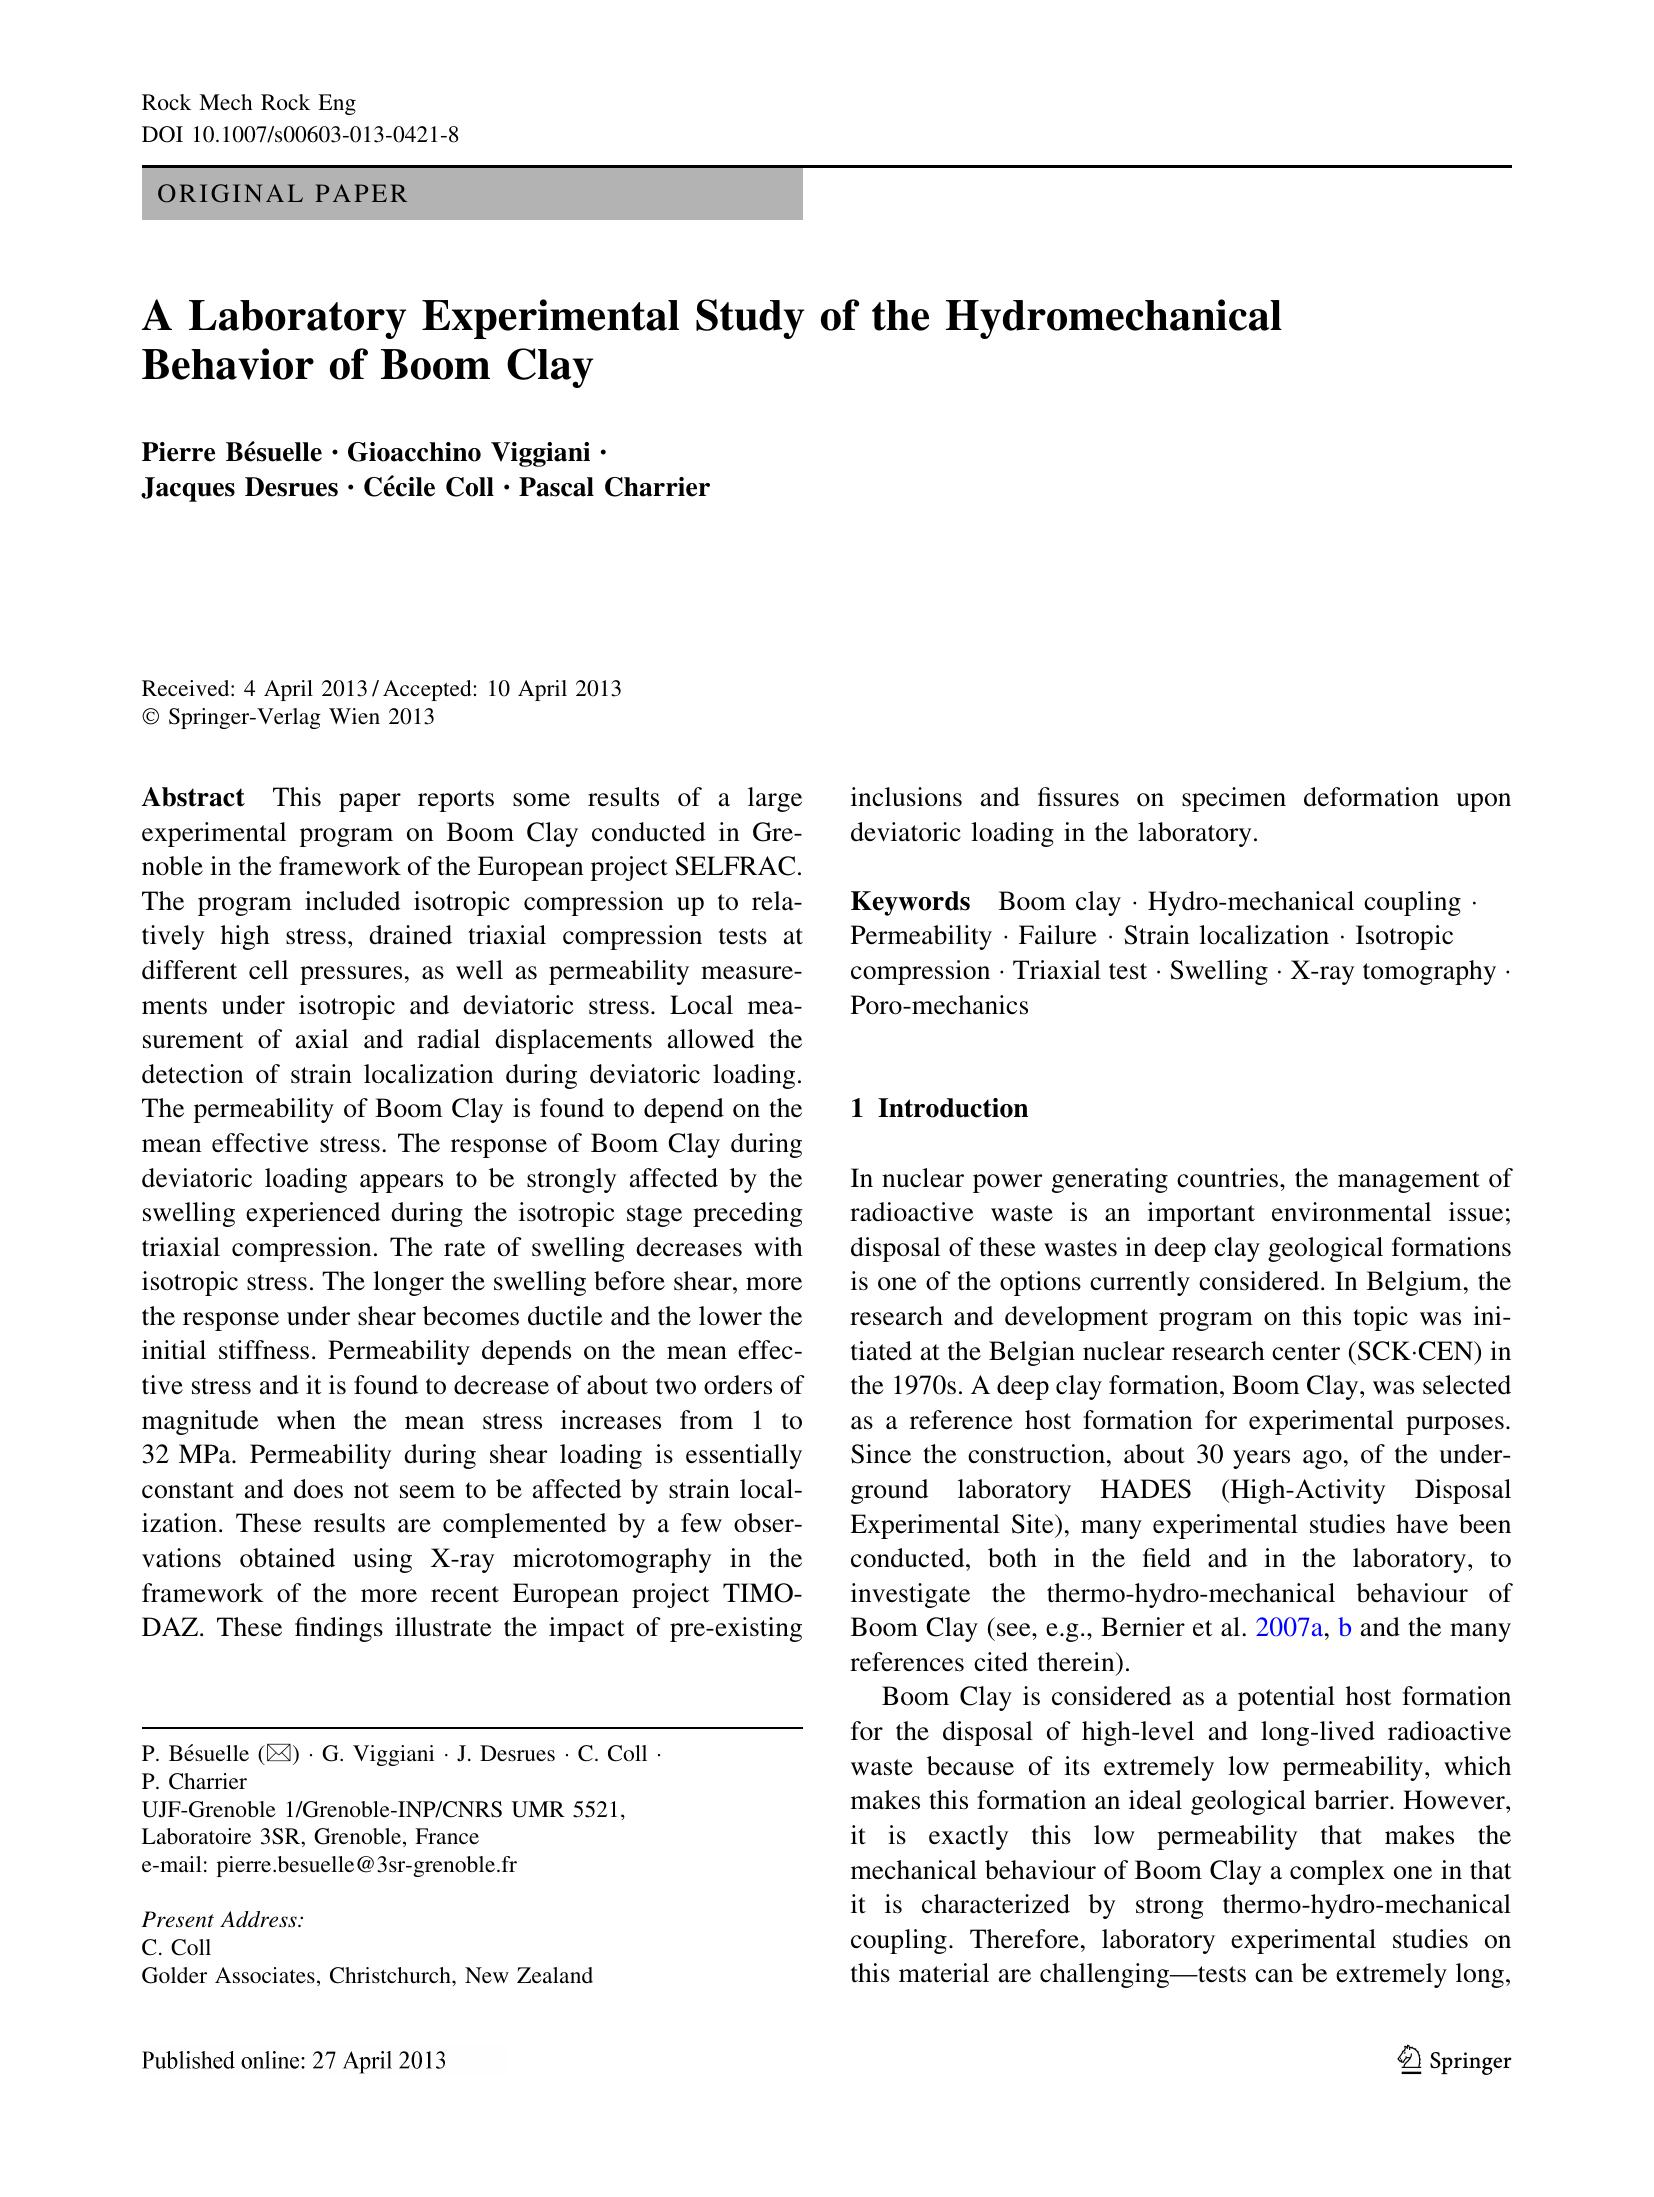 Rock Mech Rock Eng
DOI 10.1007/s00603-013-0421-8
ORIGINAL PAPER
A Laboratory Experimental Study of the Hydromechanical
Behavior of Boom Clay
Pierre Bésuelle · Gioacchino Viggiani ·
Jacques Desrues · Cécile Coll · Pascal Charrier
Received: 4 April 2013 / Accepted: 10 April 2013
© Springer-Verlag Wien 2013
Abstract This paper reports some results of a large
experimental program on Boom Clay conducted in Gre-
noble in the framework of the European project SELFRAC.
The program included isotropic compression up to rela-
tively high stress, drained triaxial compression tests at
different cell pressures, as well as permeability measure-
ments under isotropic and deviatoric stress. Local mea-
surement of axial and radial displacements allowed the
detection of strain localization during deviatoric loading.
The permeability of Boom Clay is found to depend on the
mean effective stress. The response of Boom Clay during
deviatoric loading appears to be strongly affected by the
swelling experienced during the isotropic stage preceding
triaxial compression. The rate of swelling decreases with
isotropic stress. The longer the swelling before shear, more
the response under shear becomes ductile and the lower the
initial stiffness. Permeability depends on the mean effec-
tive stress and it is found to decrease of about two orders of
magnitude when the mean stress increases from 1 to
32 MPa. Permeability during shear loading is essentially
constant and does not seem to be affected by strain local-
ization. These results are complemented by a few obser-
vations obtained using X-ray microtomography in the
framework of the more recent European project TIMO-
DAZ. These findings illustrate the impact of pre-existing
inclusions and fissures on specimen deformation upon
deviatoric loading in the laboratory.
Keywords Boom clay · Hydro-mechanical coupling ·
Permeability · Failure · Strain localization · Isotropic
compression · Triaxial test · Swelling · X-ray tomography ·
Poro-mechanics
1 Introduction
In nuclear power generating countries, the management of
radioactive waste is an important environmental issue;
disposal of these wastes in deep clay geological formations
is one of the options currently considered. In Belgium, the
research and development program on this topic was ini-
tiated at the Belgian nuclear research center (SCK·CEN) in
the 1970s. A deep clay formation, Boom Clay, was selected
as a reference host formation for experimental purposes.
Since the construction, about 30 years ago, of the under-
ground laboratory HADES (High-Activity Disposal
Experimental Site), many experimental studies have been
conducted, both in the field and in the laboratory, to
investigate the thermo-hydro-mechanical behaviour of
Boom Clay (see, e.g., Bernier et al. 2007a, b and the many
references cited therein).
Boom Clay is considered as a potential host formation
for the disposal of high-level and long-lived radioactive
waste because of its extremely low permeability, which
makes this formation an ideal geological barrier. However,
it is exactly this low permeability that makes the
mechanical behaviour of Boom Clay a complex one in that
it is characterized by strong thermo-hydro-mechanical
coupling. Therefore, laboratory experimental studies on
this material are challenging—tests can be extremely long,
P. Bésuelle (✉) · G. Viggiani · J. Desrues · C. Coll ·
P. Charrier
UJF-Grenoble 1/Grenoble-INP/CNRS UMR 5521,
Laboratoire 3SR, Grenoble, France
e-mail: pierre.besuelle@3sr-grenoble.fr
Present Address:
C. Coll
Golder Associates, Christchurch, New Zealand
Published online: 27 April 2013
Springer